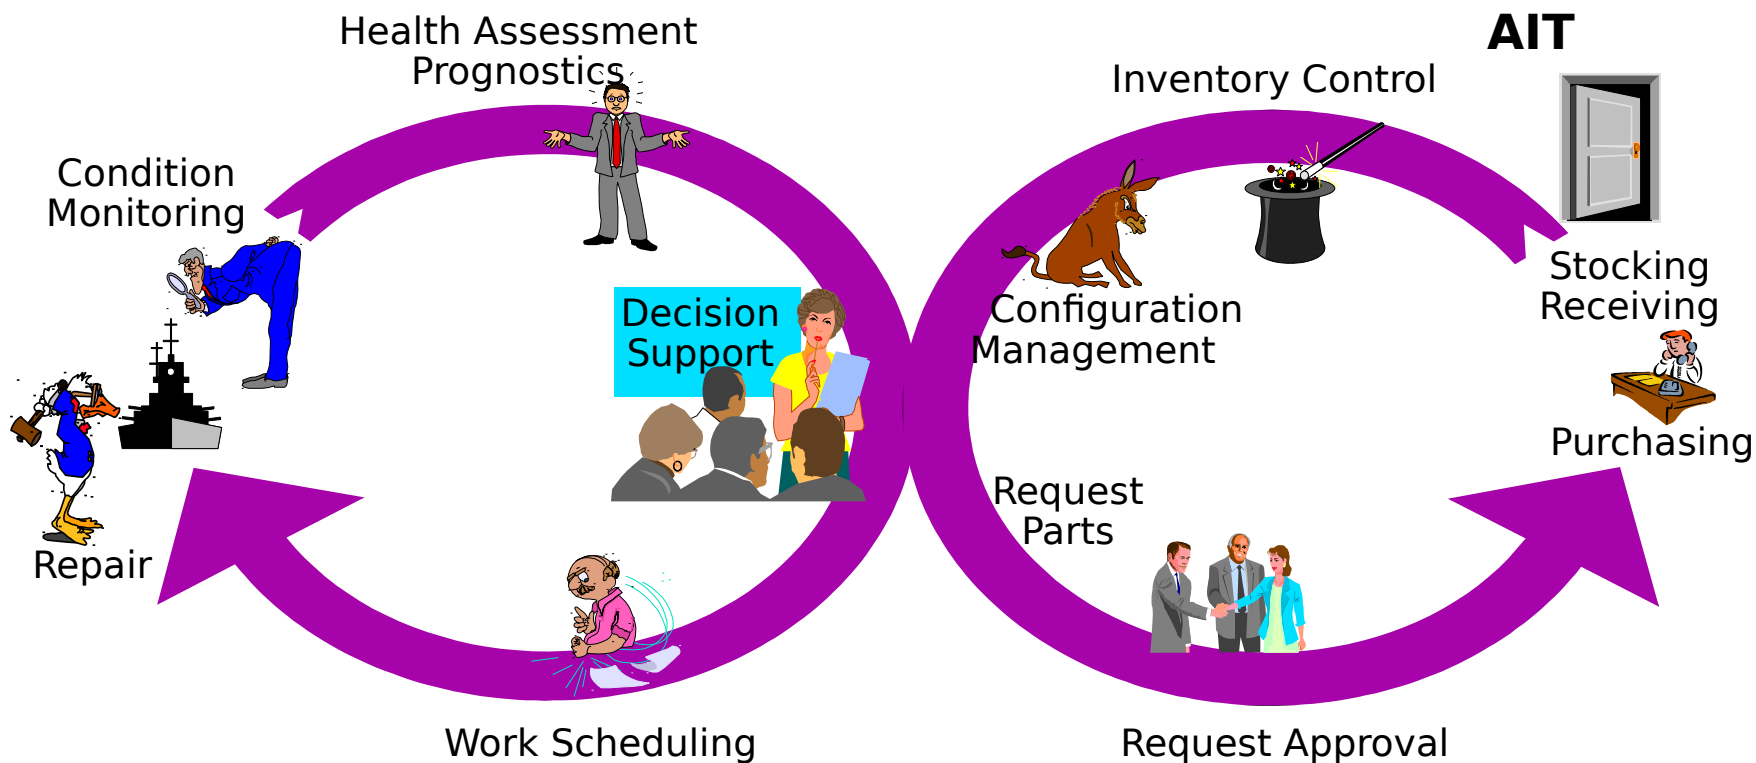 Health Assessment
Prognostics
AIT
Inventory Control
Condition
Monitoring
Stocking
Receiving
Decision
Support
Configuration
Management
Purchasing
Request
Parts
Repair
Work Scheduling
Request Approval